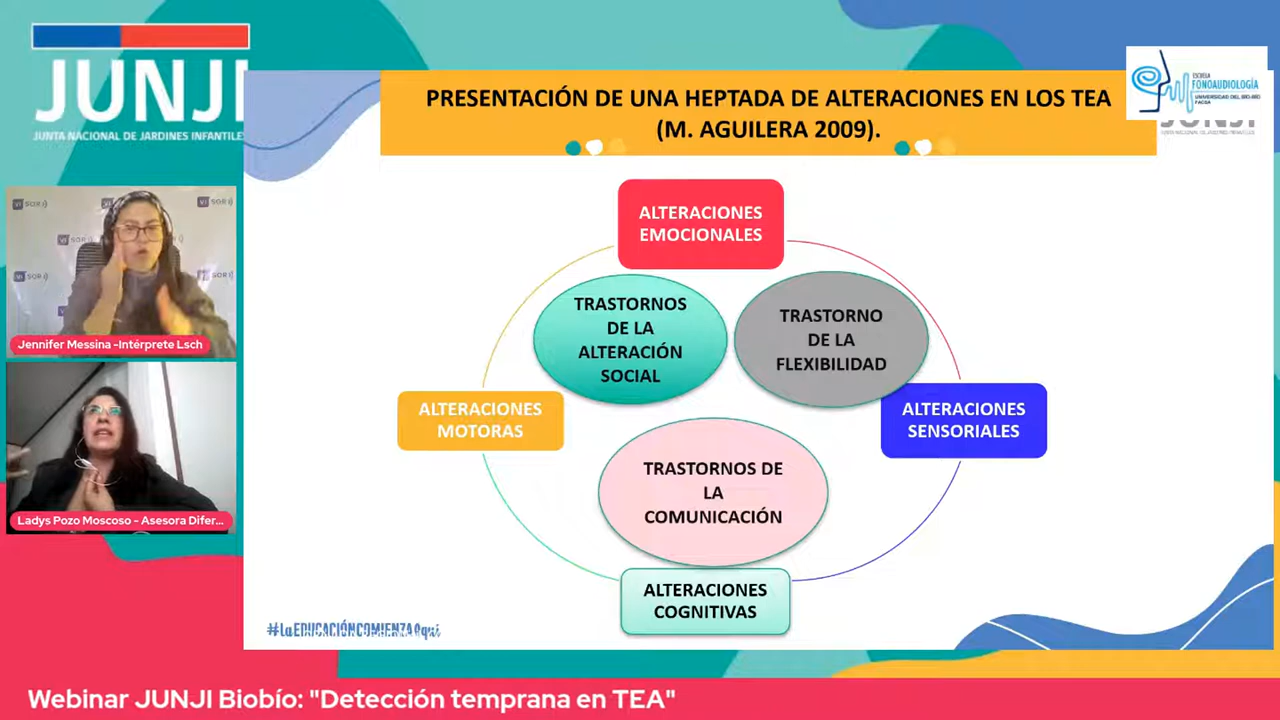 JUNJI
JUNTA NACIONAL DE JARDINES INFANTILES
PRESENTACIÓN DE UNA HEPTADA DE ALTERACIONES EN LOS TEA
(M. AGUILERA 2009).
ESCUELA
FONOAUDIOLOGÍA
UNIVERSIDAD DEL BÍO-BÍO
FACSA
JUNJI
ALTERACIONES
EMOCIONALES
TRASTORNOS
DE LA
ALTERACIÓN
SOCIAL
TRASTORNO
DE LA
FLEXIBILIDAD
ALTERACIONES
MOTORAS
ALTERACIONES
SENSORIALES
TRASTORNOS DE
LA
COMUNICACIÓN
ALTERACIONES
COGNITIVAS
VISOR
Jennifer Messina -Intérprete Lsch
Ladys Pozo Moscoso - Asesora Difer...
#LaEDUCACIÓNCOMIENZAAquí
Webinar JUNJI Biobío: "Detección temprana en TEA"